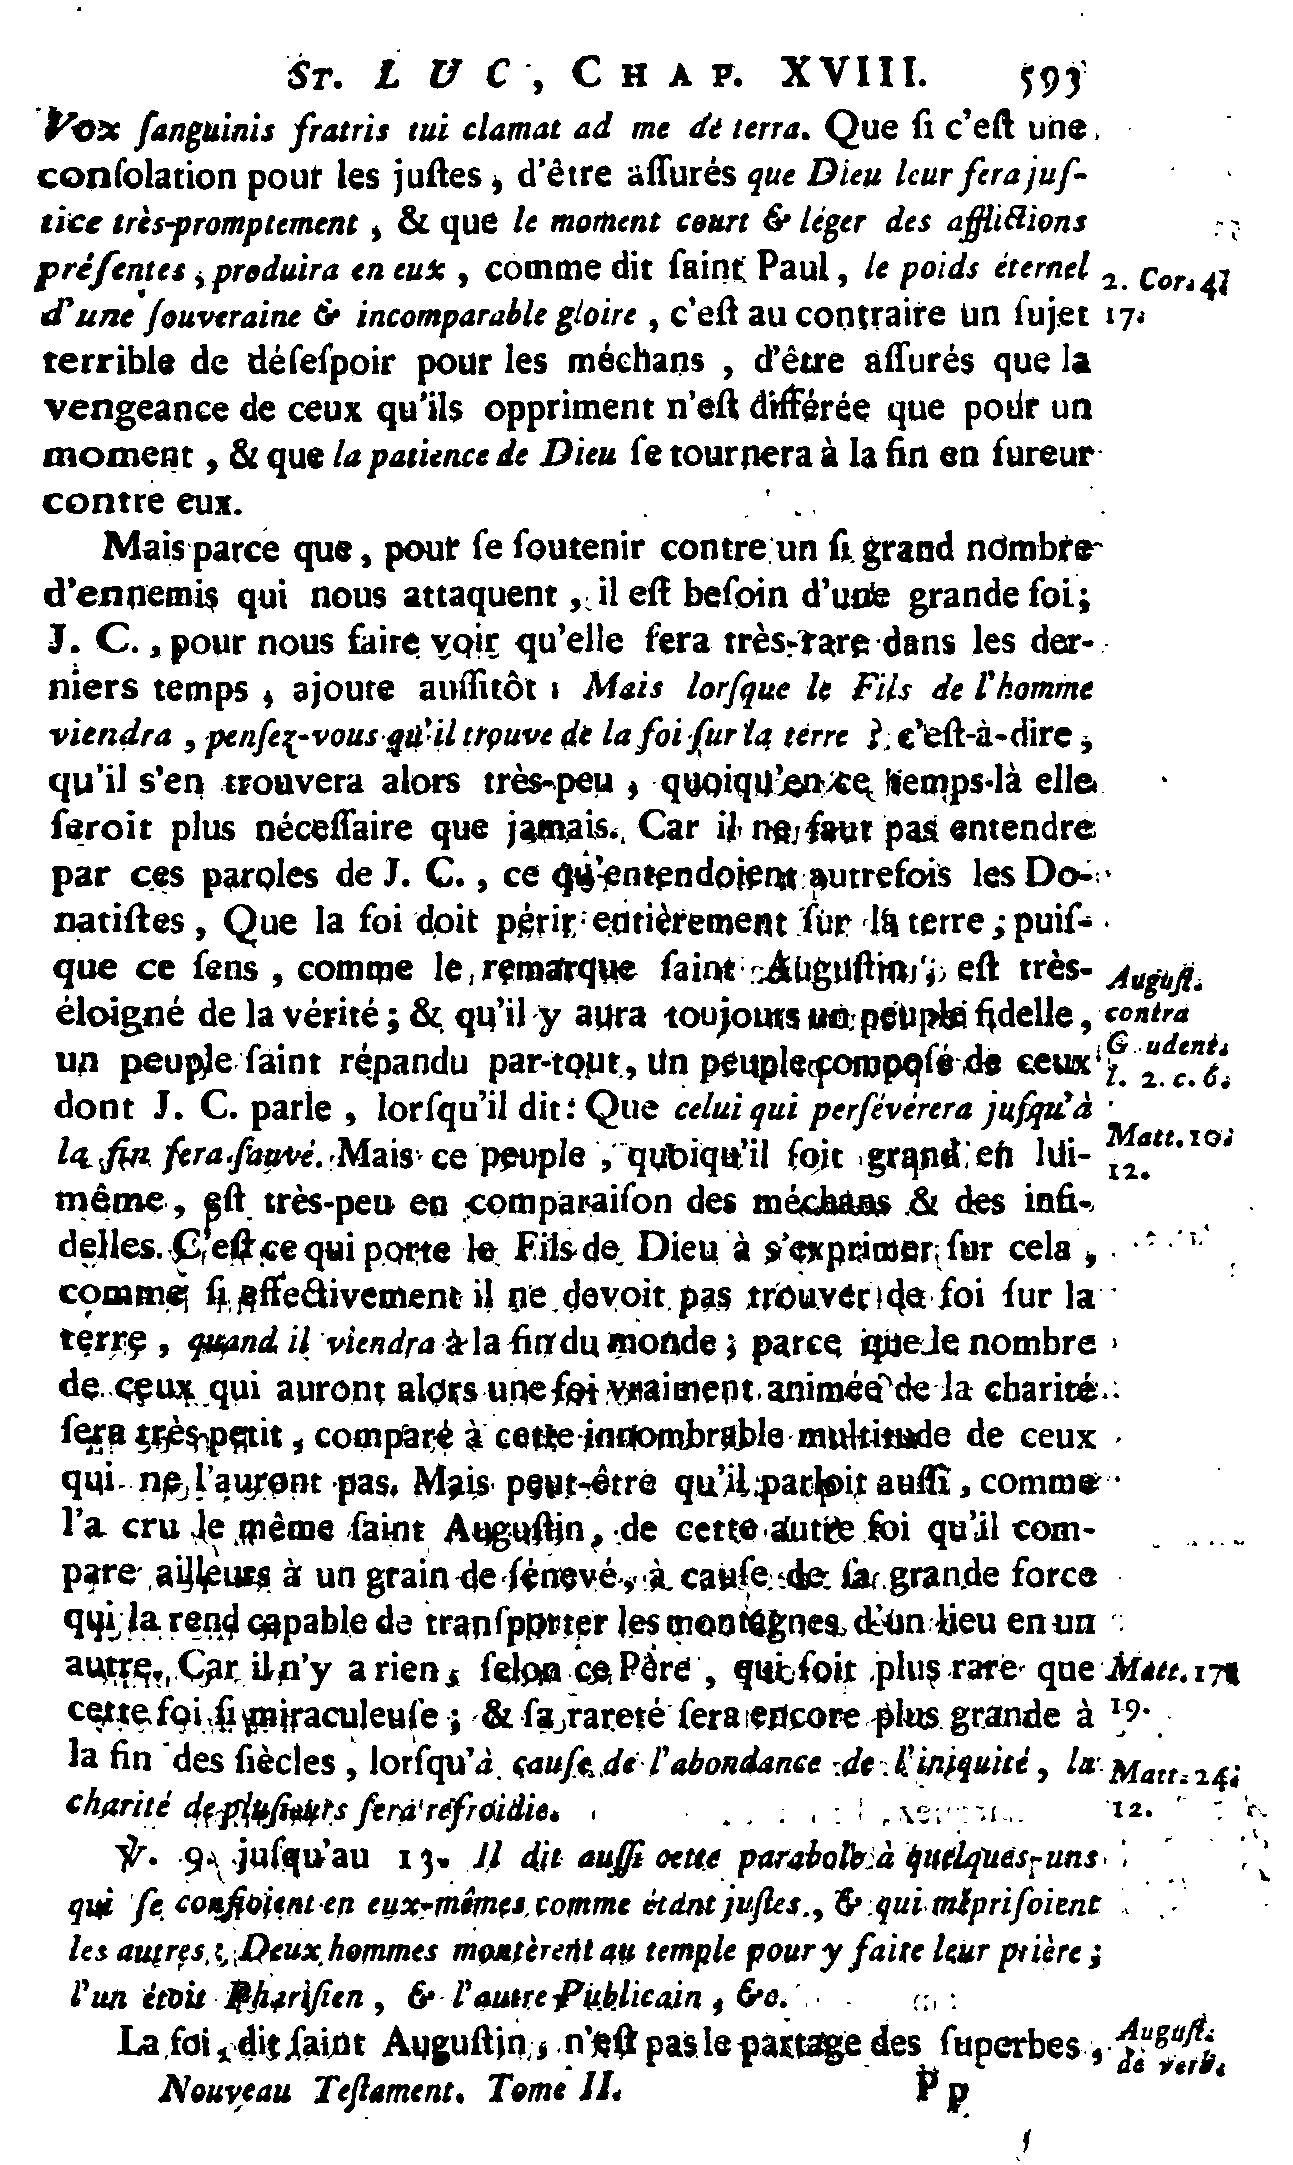 St. LUC, CHAP. XVIII. 593
Vox ſanguinis fratris tui clamat ad me de terra. Que ſi c'eſt une
conſolation pour les juſtes, d'être aſſurés que Dieu leur fera juſ-
tice très-promptement, & que le moment court & léger des afflictions
préſentes, produira en eux, comme dit ſaint Paul, le poids éternel
2. Cor. 4.
d'une ſouveraine & incomparable gloire, c'eſt au contraire un ſujet
17.
terrible de déſeſpoir pour les méchans, d'être aſſurés que la
vengeance de ceux qu'ils oppriment n'eſt différée que pour un
moment, & que la patience de Dieu ſe tournera à la fin en fureur
contre eux.
Mais parce que, pour ſe ſoutenir contre un ſi grand nombre
d'ennemis qui nous attaquent, il eſt beſoin d'une grande foi;
J. C., pour nous faire voir qu'elle ſera très-rare dans les der-
niers temps, ajoute auſſitôt: Mais lorſque le Fils de l'homme
viendra, penſez-vous qu'il trouve de la foi ſur la terre? c'eſt-à-dire,
qu'il s'en trouvera alors très-peu, quoiqu'en ce temps-là elle
ſeroit plus néceſſaire que jamais. Car il ne faut pas entendre
par ces paroles de J. C., ce qu'entendoient autrefois les Do-
natiſtes, Que la foi doit périr entièrement ſur la terre; puiſ-
que ce ſens, comme le remarque ſaint Auguſtin, eſt très-
Auguſt.
éloigné de la vérité; & qu'il y aura toujours un peuple fidelle,
contra
un peuple ſaint répandu par-tout, un peuple compoſé de ceux
G udent.
l. 2. c. 6.
dont J. C. parle, lorſqu'il dit: Que celui qui perſévérera juſqu'à
la fin ſera ſauvé. Mais ce peuple, quoiqu'il ſoit grand en lui-
Matt. 10.
12.
même, eſt très-peu en comparaiſon des méchans & des infi-
delles. C'eſt ce qui porte le Fils de Dieu à s'exprimer ſur cela,
comme ſi effectivement il ne devoit pas trouver de foi ſur la
terre, quand il viendra à la fin du monde; parce que le nombre
de ceux qui auront alors une foi vraiment animée de la charité
ſera très-petit, comparé à cette innombrable multitude de ceux
qui ne l'auront pas. Mais peut-être qu'il parloit auſſi, comme
l'a cru le même ſaint Auguſtin, de cette autre foi qu'il com-
pare ailleurs à un grain de ſénevé, à cauſe de ſa grande force
qui la rend capable de tranſporter les montagnes d'un lieu en un
autre. Car il n'y a rien, ſelon ce Père, qui ſoit plus rare que
Matt. 17.
cette foi ſi miraculeuſe; & ſa rareté ſera encore plus grande à
19.
la fin des ſiècles, lorſqu'à cauſe de l'abondance de l'iniquité, la
Matt. 24.
charité de pluſieurs ſera refroidie.
12.
℣. 9. juſqu'au 13. Il dit auſſi cette parabole à quelques-uns
qui ſe confioient en eux-mêmes comme étant juſtes, & qui mépriſoient
les autres: Deux hommes montèrent au temple pour y faire leur prière;
l'un étoit Phariſien, & l'autre Publicain, &c.
La foi, dit ſaint Auguſtin, n'eſt pas le partage des ſuperbes,
Auguſt.
de verb.
Nouveau Teſtament. Tome II. Pp